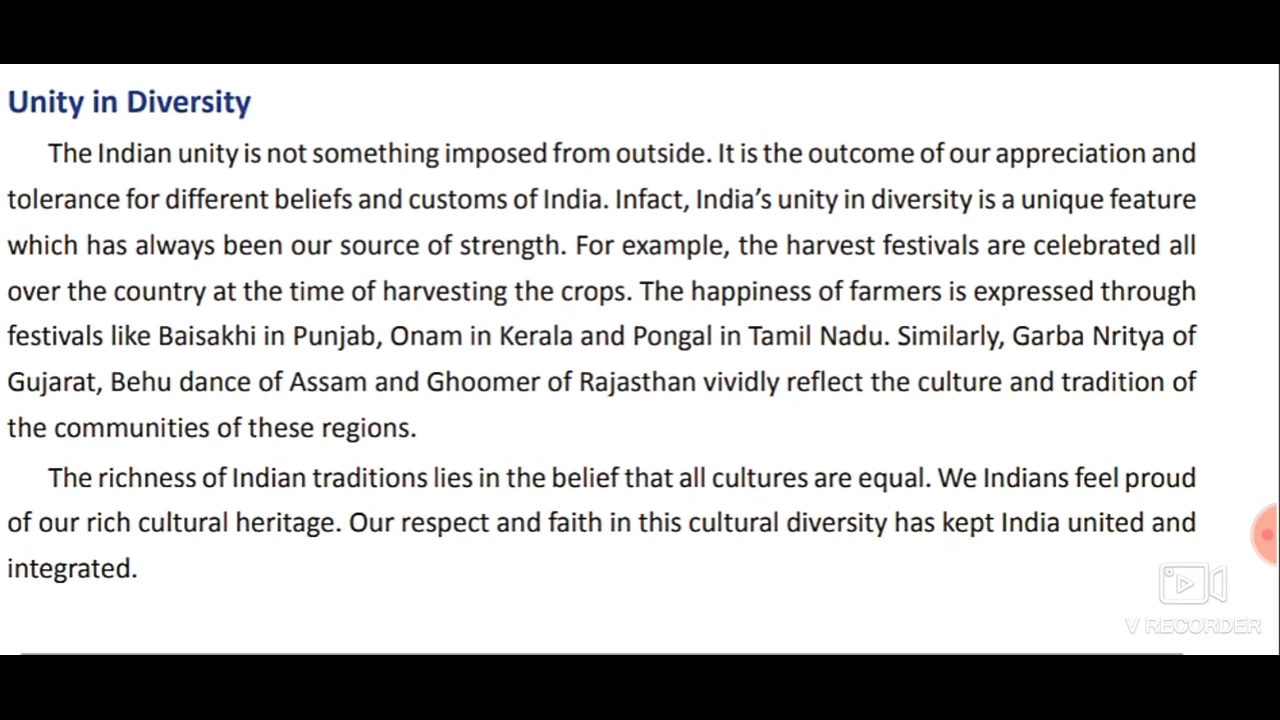 Unity in Diversity
The Indian unity is not something imposed from outside. It is the outcome of our appreciation and
tolerance for different beliefs and customs of India. Infact, India’s unity in diversity is a unique feature
which has always been our source of strength. For example, the harvest festivals are celebrated all
over the country at the time of harvesting the crops. The happiness of farmers is expressed through
festivals like Baisakhi in Punjab, Onam in Kerala and Pongal in Tamil Nadu. Similarly, Garba Nritya of
Gujarat, Behu dance of Assam and Ghoomer of Rajasthan vividly reflect the culture and tradition of
the communities of these regions.
The richness of Indian traditions lies in the belief that all cultures are equal. We Indians feel proud
of our rich cultural heritage. Our respect and faith in this cultural diversity has kept India united and
integrated.
V RECORDER